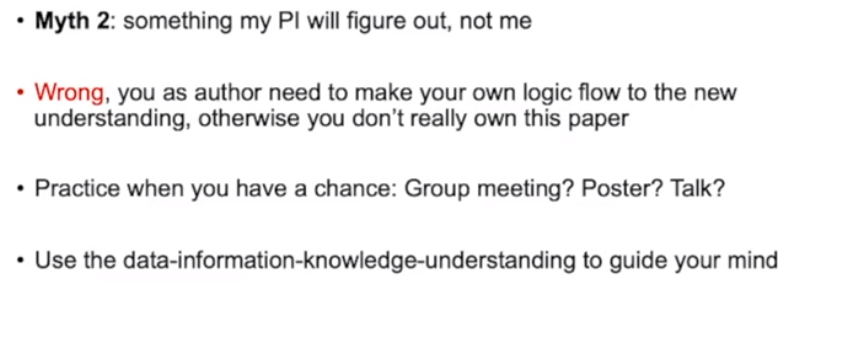 • Myth 2: something my PI will figure out, not me
• Wrong, you as author need to make your own logic flow to the new
understanding, otherwise you don't really own this paper
• Practice when you have a chance: Group meeting? Poster? Talk?
• Use the data-information-knowledge-understanding to guide your mind